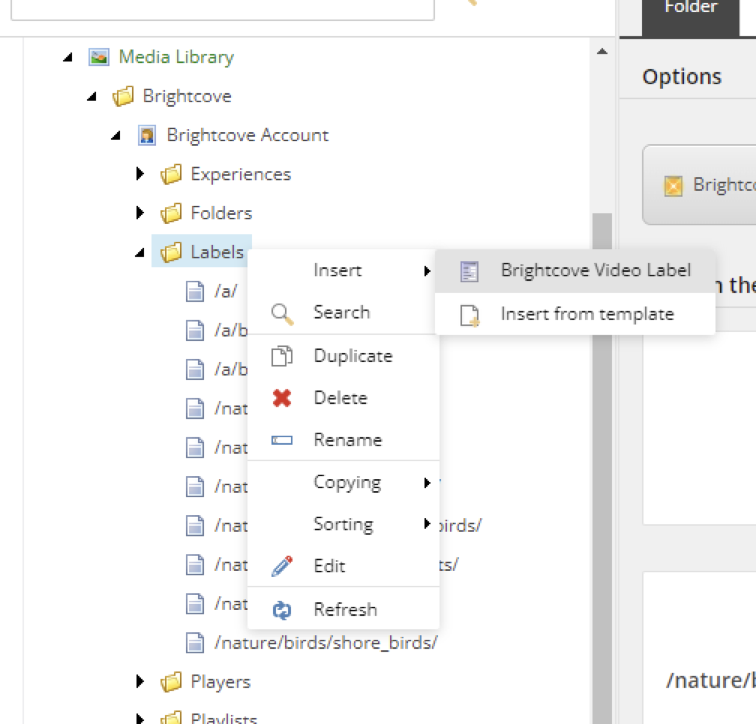 Folder
Media Library
Options
Brightcove
Brightcove Account
Experiences
Brightco
Folders
Labels
Insert
Brightcove Video Label
n the
/a/
Search
Insert from template
/a/b
Duplicate
/a/b
Delete
/nat
Rename
/nat
Copying
/nat
Sorting
/nat
birds/
Edit
/nat
ts/
Refresh
/nat
/nature/birds/shore_birds/
Players
/nature/b
Playlists